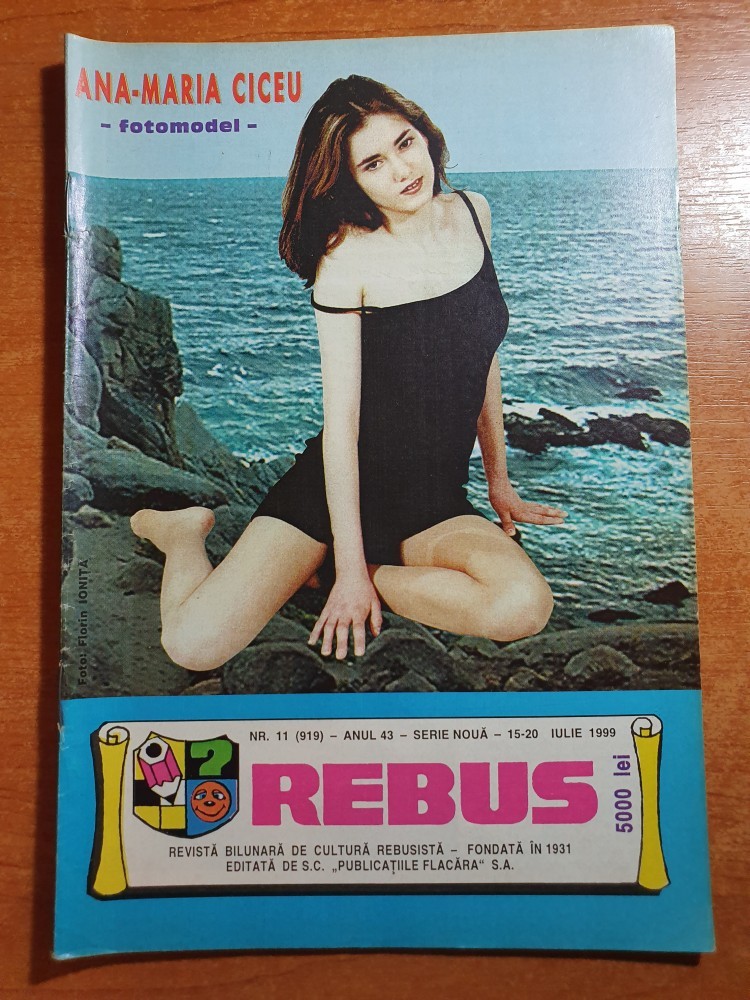 ANA-MARIA CICEU
- fotomodel -
Foto: Florin IONIȚĂ
NR. 11 (919) – ANUL 43 – SERIE NOUĂ – 15-20 IULIE 1999
?
REBUS
5000 lei
REVISTĂ BILUNARĂ DE CULTURĂ REBUSISTĂ – FONDATĂ ÎN 1931
EDITATĂ DE S.C. „PUBLICAȚIILE FLACĂRA“ S.A.